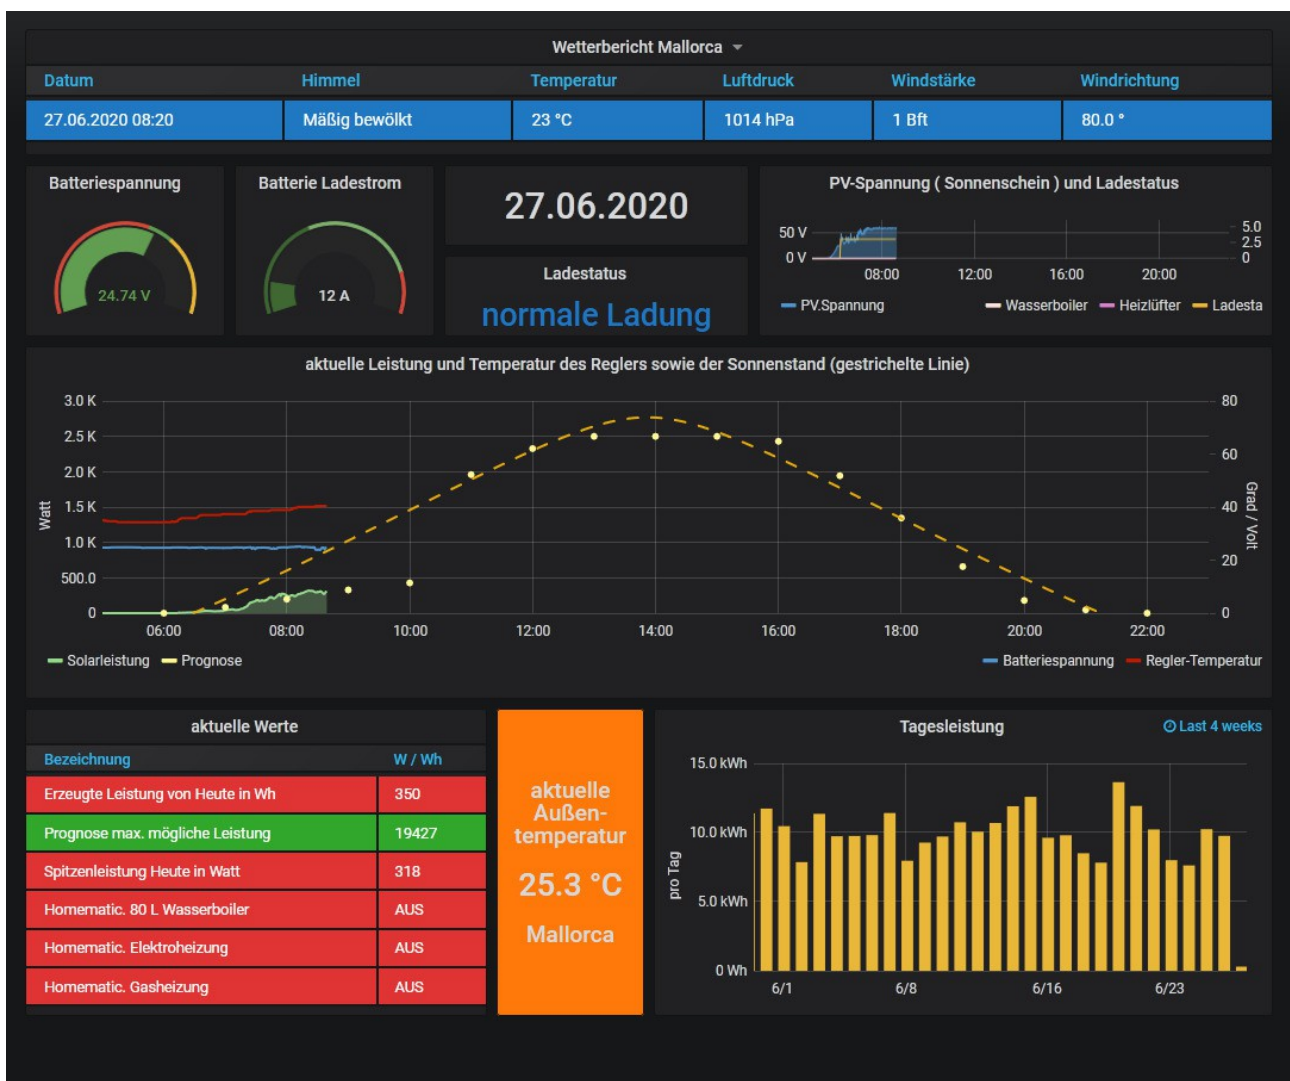 Wetterbericht Mallorca
Datum Himmel Temperatur Luftdruck Windstärke Windrichtung
27.06.2020 08:20 Mäßig bewölkt 23 °C 1014 hPa 1 Bft 80.0 °
Batteriespannung
24.74 V
Batterie Ladestrom
12 A
27.06.2020
Ladestatus
normale Ladung
PV-Spannung ( Sonnenschein ) und Ladestatus
50 V
0 V
5.0
2.5
0
08:00 12:00 16:00 20:00
PV.Spannung Wasserboiler Heizlüfter Ladesta
aktuelle Leistung und Temperatur des Reglers sowie der Sonnenstand (gestrichelte Linie)
Watt
3.0 K
2.5 K
2.0 K
1.5 K
1.0 K
500.0
0
80
60
40
20
0
Grad / Volt
06:00 08:00 10:00 12:00 14:00 16:00 18:00 20:00 22:00
Solarleistung Prognose Batteriespannung Regler-Temperatur
aktuelle Werte
Bezeichnung W / Wh
Erzeugte Leistung von Heute in Wh 350
Prognose max. mögliche Leistung 19427
Spitzenleistung Heute in Watt 318
Homematic. 80 L Wasserboiler AUS
Homematic. Elektroheizung AUS
Homematic. Gasheizung AUS
aktuelle
Außen-
temperatur
25.3 °C
Mallorca
Tagesleistung Last 4 weeks
pro Tag
15.0 kWh
10.0 kWh
5.0 kWh
0 Wh
6/1 6/8 6/16 6/23